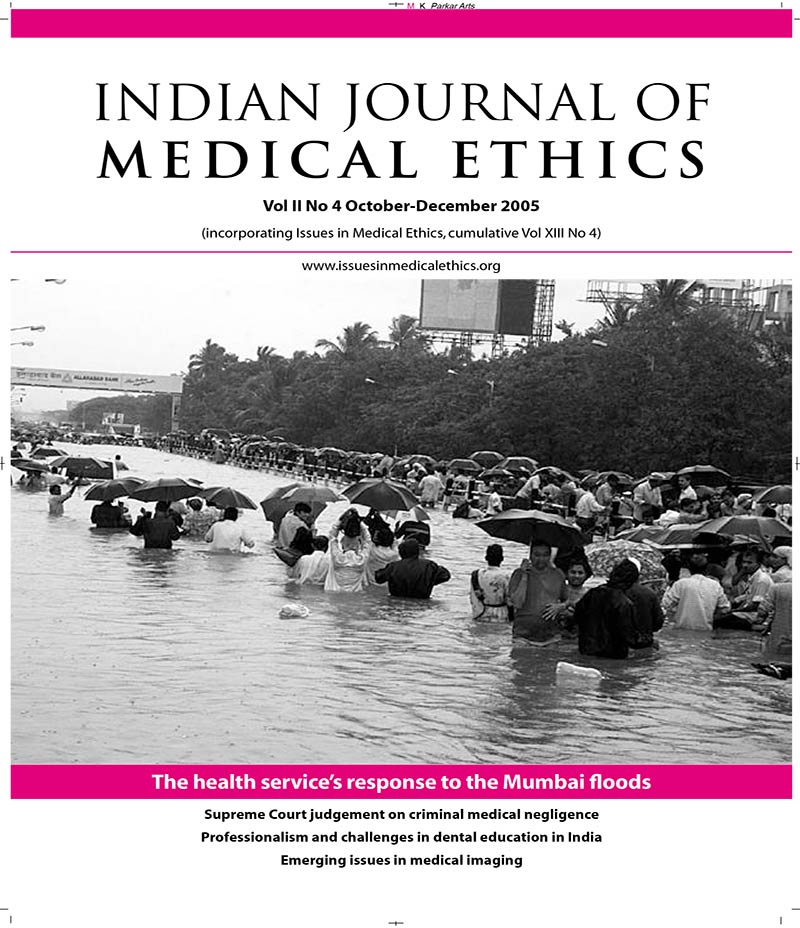 M K Parkar Arts
INDIAN JOURNAL OF
MEDICAL ETHICS
Vol II No 4 October-December 2005
(incorporating Issues in Medical Ethics, cumulative Vol XIII No 4)
www.issuesinmedicalethics.org
ALLAHABAD BANK
The health service's response to the Mumbai floods
Supreme Court judgement on criminal medical negligence
Professionalism and challenges in dental education in India
Emerging issues in medical imaging